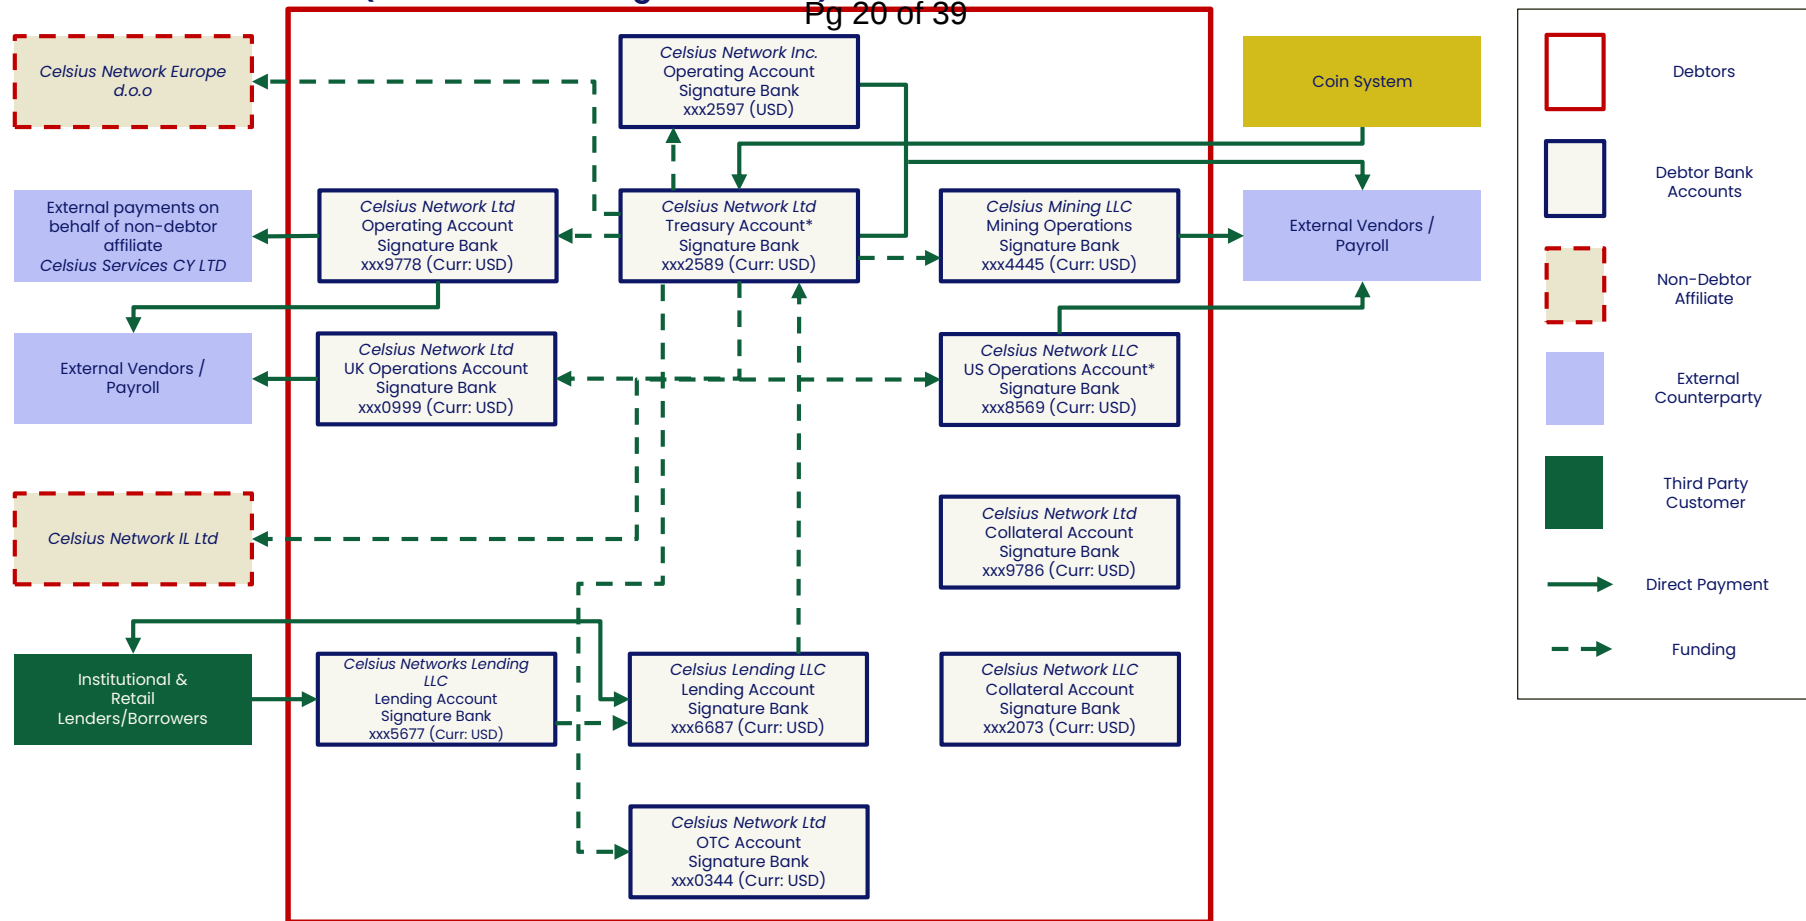 Pg 20 of 39
Celsius Network Europe
d.o.o
Celsius Network Inc.
Operating Account
Signature Bank
xxx2597 (USD)
Coin System
External payments on
behalf of non-debtor
affiliate
Celsius Services CY LTD
Celsius Network Ltd
Operating Account
Signature Bank
xxx9778 (Curr: USD)
Celsius Network Ltd
Treasury Account*
Signature Bank
xxx2589 (Curr: USD)
Celsius Mining LLC
Mining Operations
Signature Bank
xxx4445 (Curr: USD)
External Vendors /
Payroll
External Vendors /
Payroll
Celsius Network Ltd
UK Operations Account
Signature Bank
xxx0999 (Curr: USD)
Celsius Network LLC
US Operations Account*
Signature Bank
xxx8569 (Curr: USD)
Celsius Network IL Ltd
Celsius Network Ltd
Collateral Account
Signature Bank
xxx9786 (Curr: USD)
Institutional &
Retail
Lenders/Borrowers
Celsius Networks Lending
LLC
Lending Account
Signature Bank
xxx5677 (Curr: USD)
Celsius Lending LLC
Lending Account
Signature Bank
xxx6687 (Curr: USD)
Celsius Network LLC
Collateral Account
Signature Bank
xxx2073 (Curr: USD)
Celsius Network Ltd
OTC Account
Signature Bank
xxx0344 (Curr: USD)
Debtors
Debtor Bank
Accounts
Non-Debtor
Affiliate
External
Counterparty
Third Party
Customer
Direct Payment
Funding